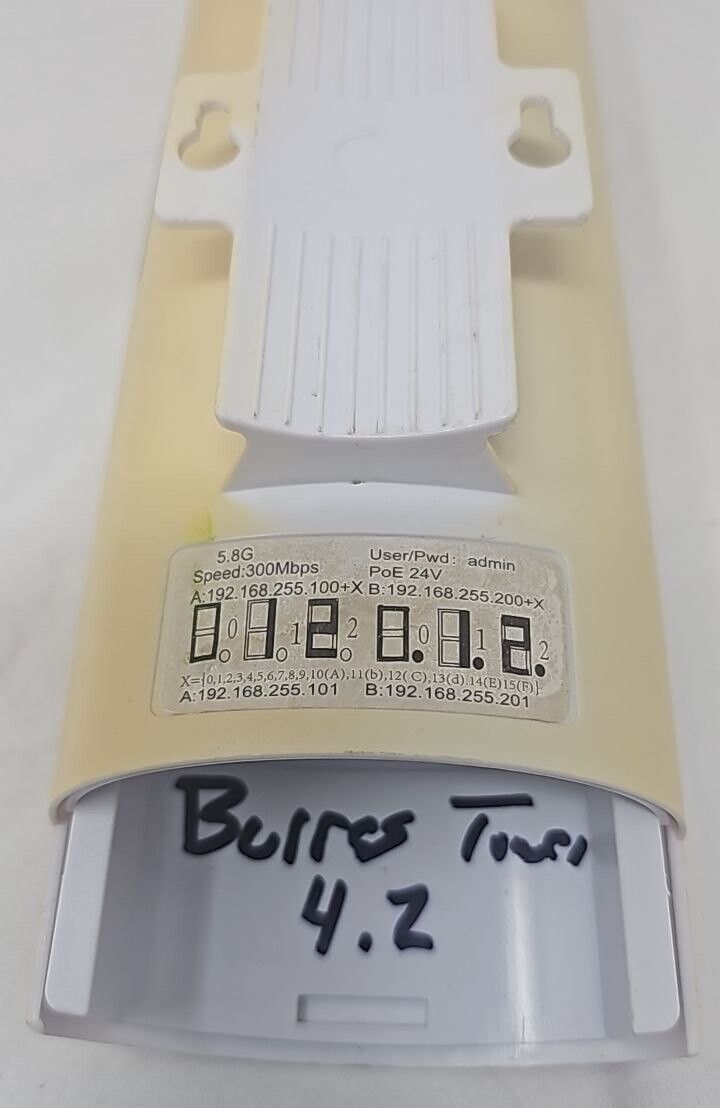 5.8G User/Pwd: admin
Speed:300Mbps PoE 24V
A:192.168.255.100+X B:192.168.255.200+X
0 1 2 0 1 2
X={0,1,2,3,4,5,6,7,8,9,10(A),11(b),12(C),13(d).14(E)15(F)}
A:192.168.255.101 B:192.168.255.201
Tower
4.2